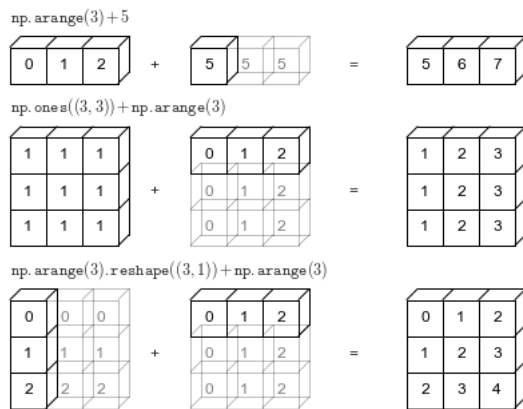 np.arange(3)+5
0 1 2 + 5 5 5 = 5 6 7
np.ones((3, 3))+np.arange(3)
1 1 1 0 1 2 1 2 3
1 1 1 + 0 1 2 = 1 2 3
1 1 1 0 1 2 1 2 3
np.arange(3).reshape((3, 1))+np.arange(3)
0 0 0 0 1 2 0 1 2
1 1 1 + 0 1 2 = 1 2 3
2 2 2 0 1 2 2 3 4